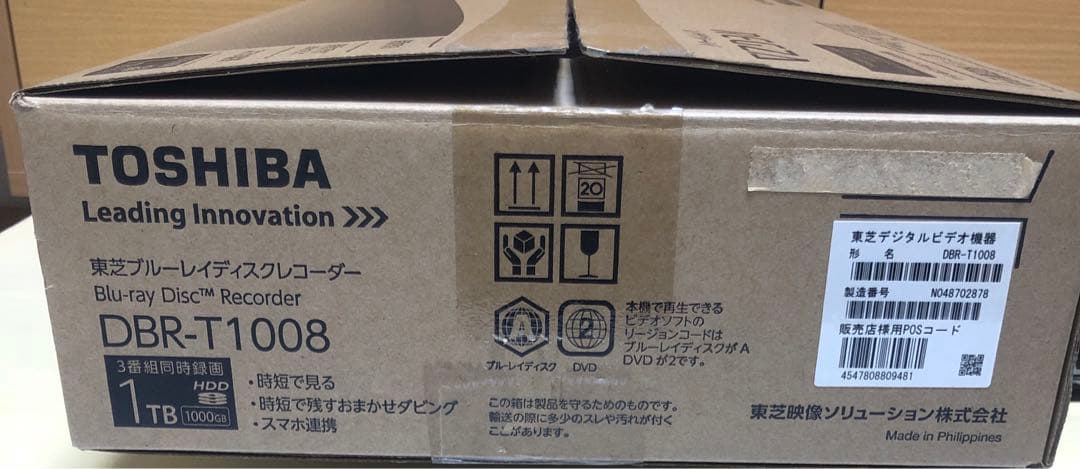 TOSHIBA
Leading Innovation >>>
東芝ブルーレイディスクレコーダー
Blu-ray Disc™ Recorder
DBR-T1008
3番組同時録画
1TB
HDD
1000GB
・時短で見る
・時短で残すおまかせダビング
・スマホ連携
20
A
ブルーレイディスク
2
DVD
本機で再生できる
ビデオソフトの
リージョンコードは
ブルーレイディスクが A
DVD が 2 です。
この箱は製品を守るためのものです。
輸送の際に多少のスレや汚れが付く
ことがあります。
東芝デジタルビデオ機器
形 名 DBR-T1008
製造番号 NO48702878
販売店様用POSコード
4547808809481
東芝映像ソリューション株式会社
Made in Philippines